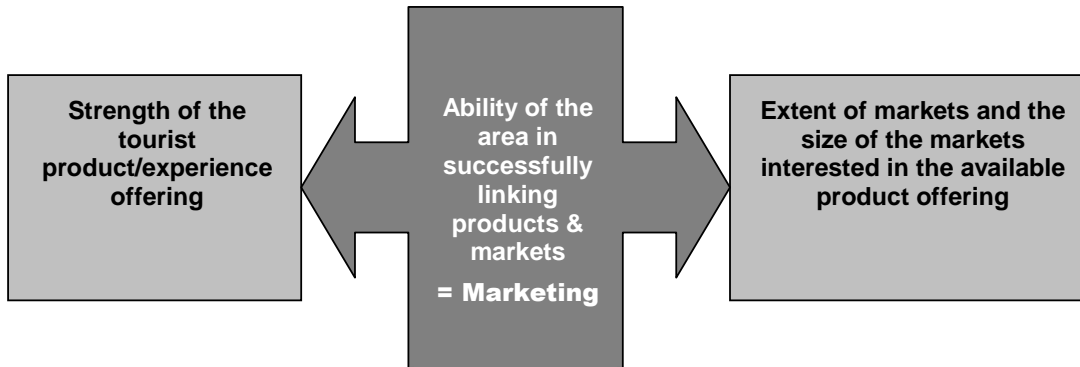 Strength of the
tourist
product/experience
offering
Ability of the
area in
successfully
linking
products &
markets
= Marketing
Extent of markets and the
size of the markets
interested in the available
product offering